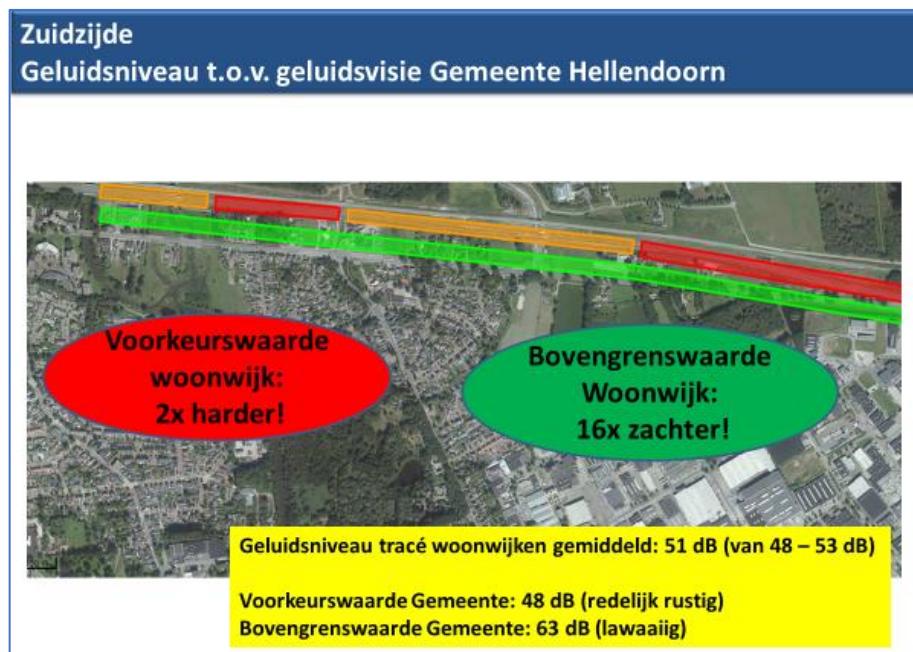 Zuidzijde
Geluidsniveau t.o.v. geluidsvisie Gemeente Hellendoorn
Voorkeurswaarde
woonwijk:
2x harder!
Bovengrenswaarde
Woonwijk:
16x zachter!
Geluidsniveau tracé woonwijken gemiddeld: 51 dB (van 48 – 53 dB)
Voorkeurswaarde Gemeente: 48 dB (redelijk rustig)
Bovengrenswaarde Gemeente: 63 dB (lawaaiig)